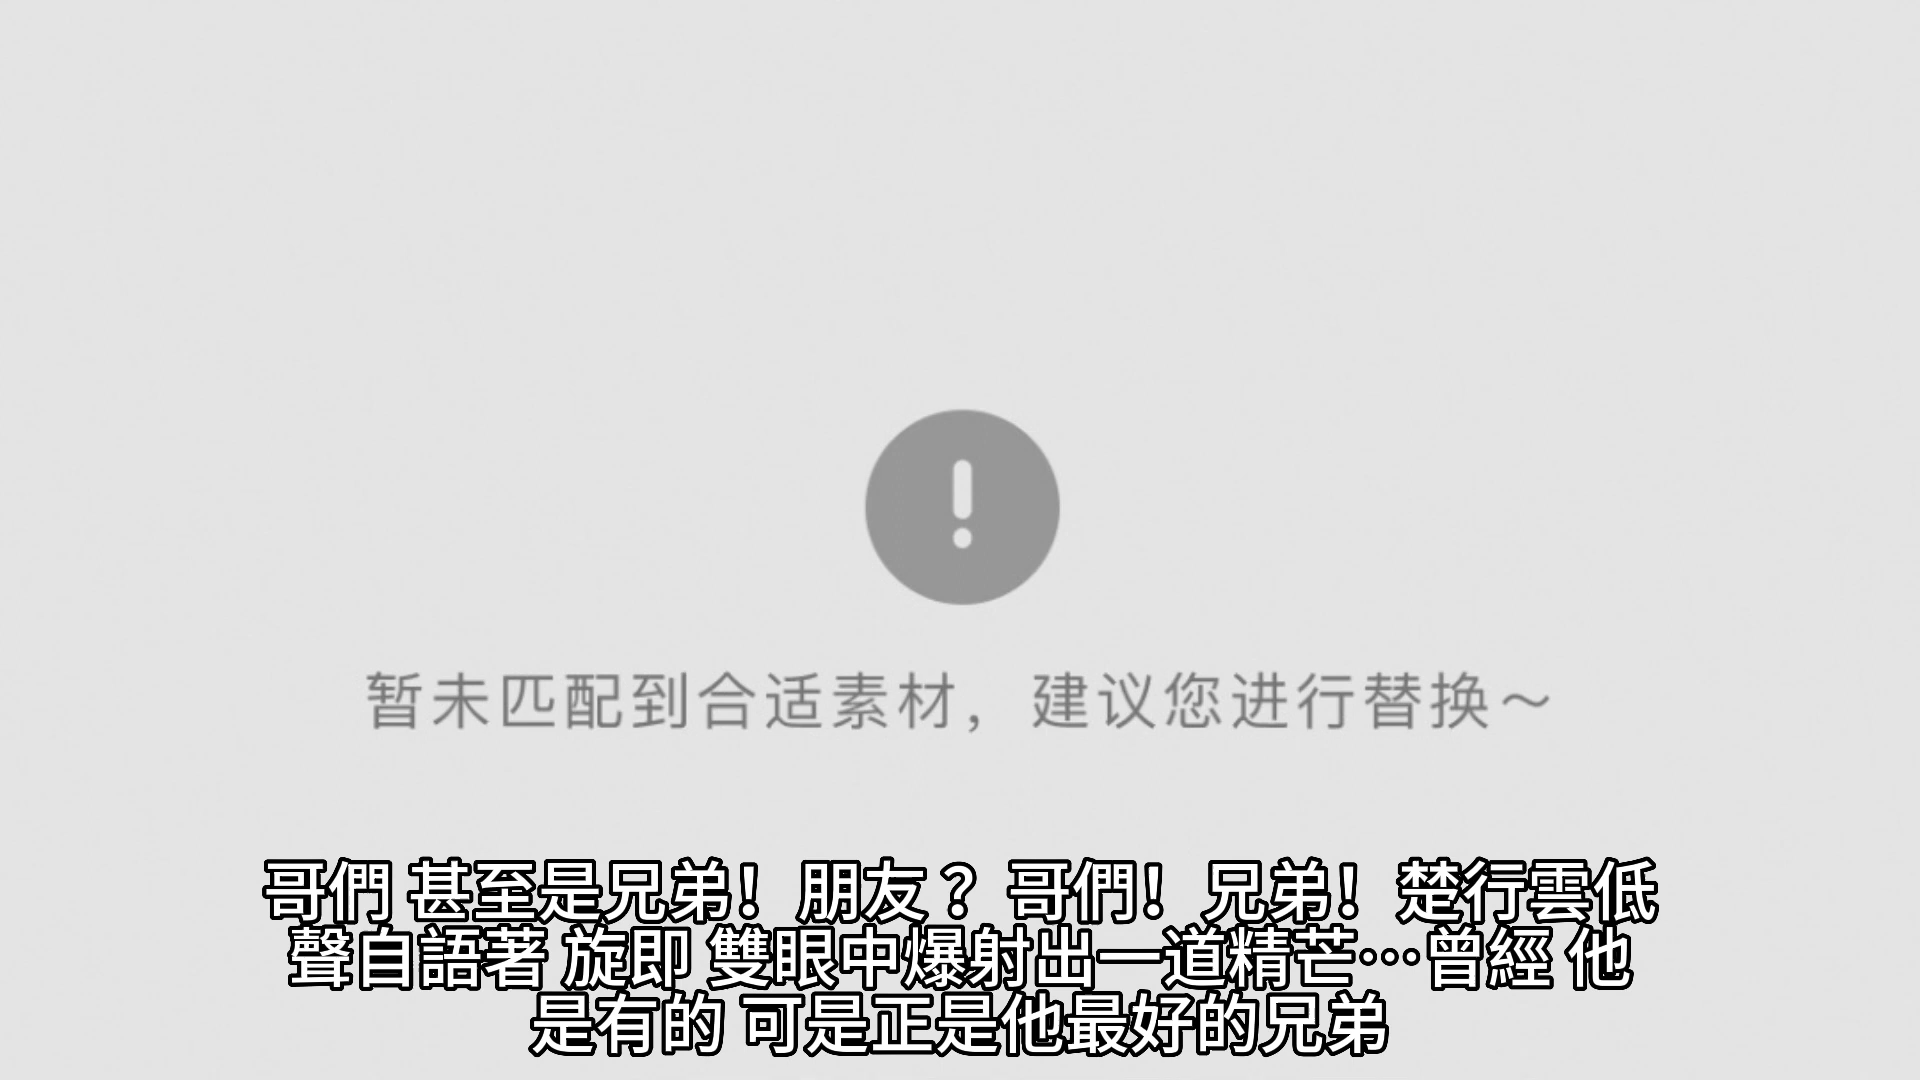 暂未匹配到合适素材，建议您进行替换～
哥們 甚至是兄弟！朋友？哥們！兄弟！楚行雲低
聲自語著 旋即 雙眼中爆射出一道精芒…曾經 他
是有的 可是正是他最好的兄弟